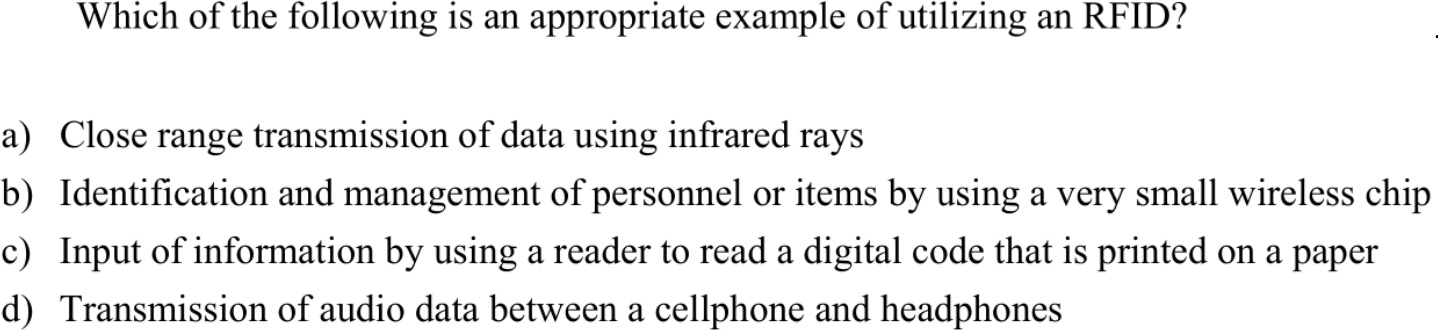 Which of the following is an appropriate example of utilizing an RFID?
a) Close range transmission of data using infrared rays
b) Identification and management of personnel or items by using a very small wireless chip
c) Input of information by using a reader to read a digital code that is printed on a paper
d) Transmission of audio data between a cellphone and headphones